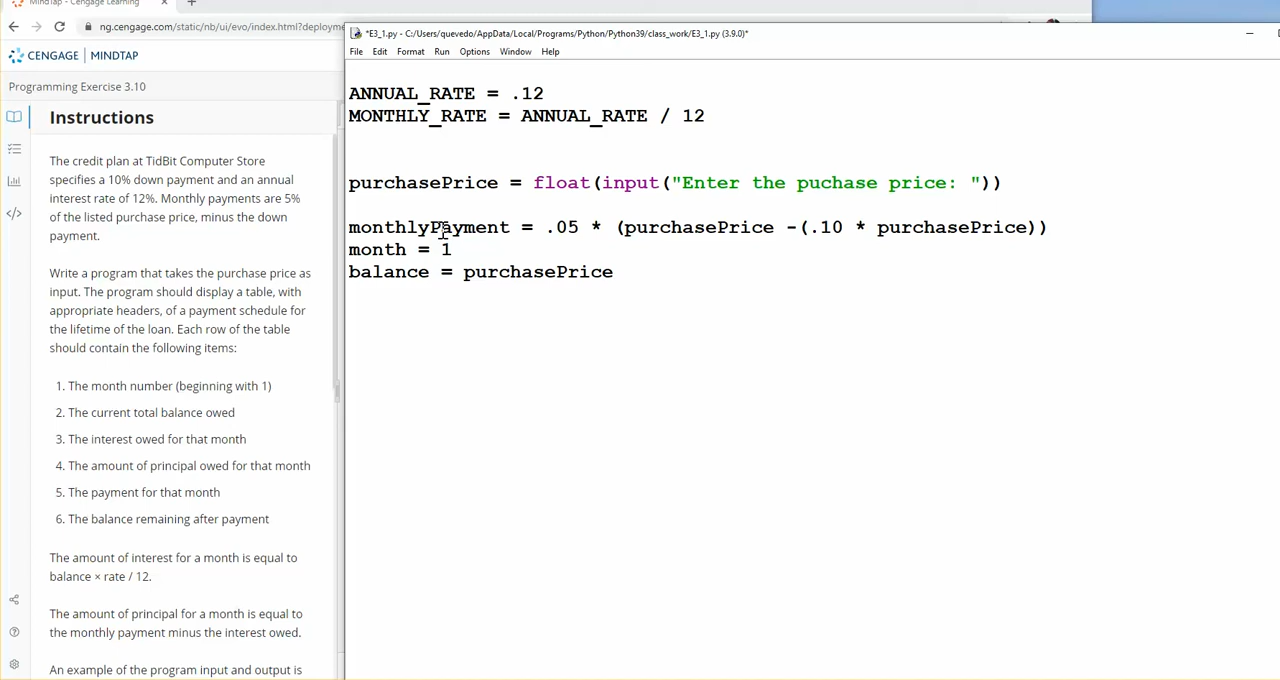 MindTap - Cengage Learning
ng.cengage.com/static/nb/ui/evo/index.html?deployme
CENGAGE | MINDTAP
Programming Exercise 3.10
Instructions
The credit plan at TidBit Computer Store
specifies a 10% down payment and an annual
interest rate of 12%. Monthly payments are 5%
of the listed purchase price, minus the down
payment.
Write a program that takes the purchase price as
input. The program should display a table, with
appropriate headers, of a payment schedule for
the lifetime of the loan. Each row of the table
should contain the following items:
1. The month number (beginning with 1)
2. The current total balance owed
3. The interest owed for that month
4. The amount of principal owed for that month
5. The payment for that month
6. The balance remaining after payment
The amount of interest for a month is equal to
balance × rate / 12.
The amount of principal for a month is equal to
the monthly payment minus the interest owed.
An example of the program input and output is
*E3_1.py - C:/Users/quevedo/AppData/Local/Programs/Python/Python39/class_work/E3_1.py (3.9.0)*
File Edit Format Run Options Window Help
ANNUAL_RATE = .12
MONTHLY_RATE = ANNUAL_RATE / 12
purchasePrice = float(input("Enter the puchase price: "))
monthlyPayment = .05 * (purchasePrice -(.10 * purchasePrice))
month = 1
balance = purchasePrice